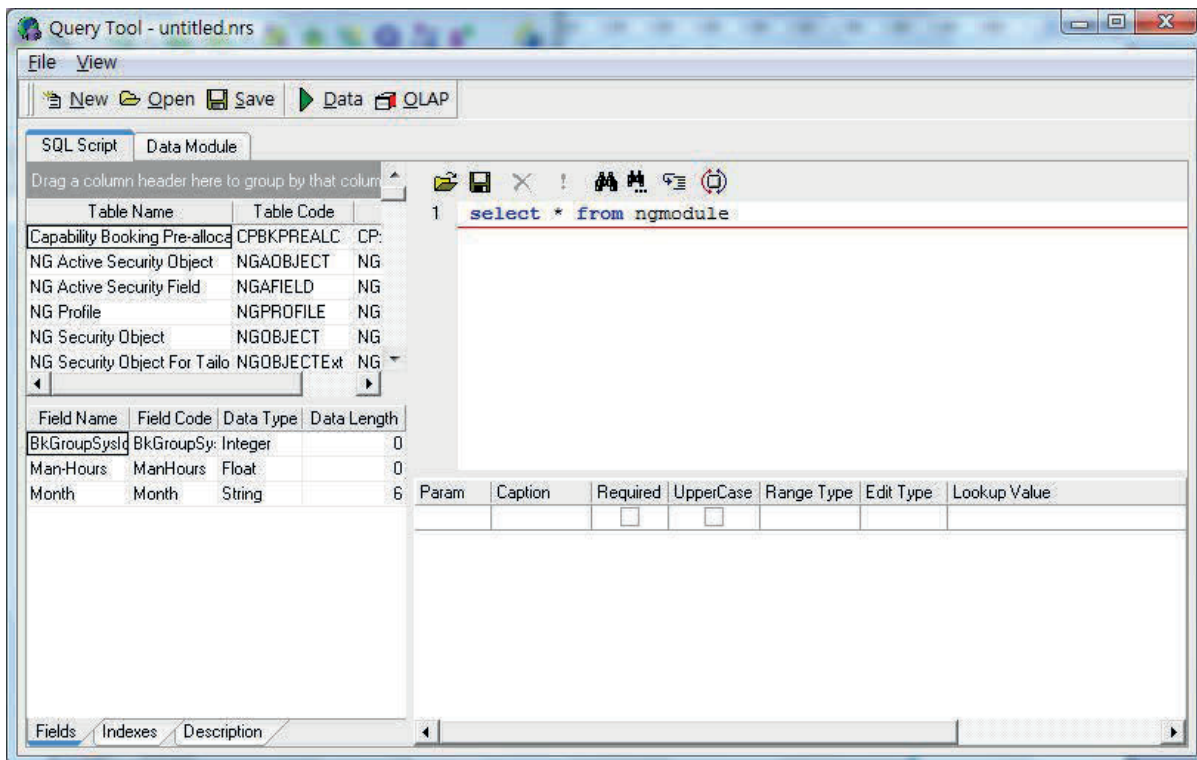 Query Tool - untitled.nrs
File View
New Open Save Data OLAP
SQL Script Data Module
Drag a column header here to group by that colum
Table Name Table Code
Capability Booking Pre-alloca CPBKPREALC CP:
NG Active Security Object NGAOBJECT NG
NG Active Security Field NGAFIELD NG
NG Profile NGPROFILE NG
NG Security Object NGOBJECT NG
NG Security Object For Tailo NGOBJECTExt NG
1 select * from ngmodule
Field Name Field Code Data Type Data Length
BkGroupSysId BkGroupSy: Integer 0
Man-Hours ManHours Float 0
Month Month String 6
Param Caption Required UpperCase Range Type Edit Type Lookup Value
Fields Indexes Description